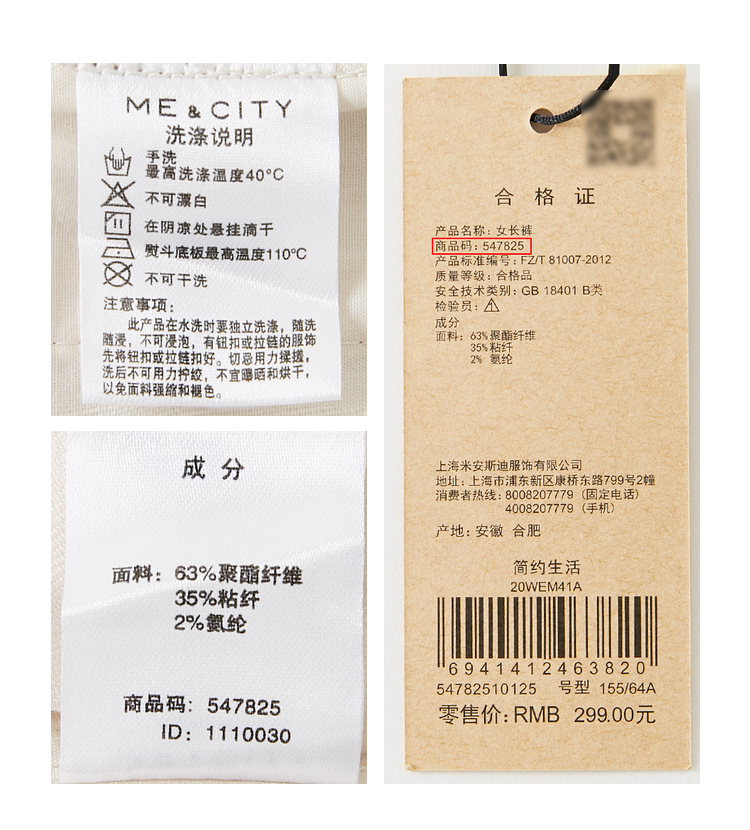 ME&CITY
洗涤说明
手洗
最高洗涤温度40°C
不可漂白
在阴凉处悬挂滴干
熨斗底板最高温度110°C
不可干洗
注意事项:
此产品在水洗时要独立洗涤，随洗
随浸，不可浸泡，有钮扣或拉链的服饰
先将钮扣或拉链扣好。切忌用力揉搓，
洗后不可用力拧绞，不宜曝晒和烘干，
以免面料强缩和褪色。
成 分
面料: 63%聚酯纤维
35%粘纤
2%氨纶
商品码: 547825
ID: 1110030
合 格 证
产品名称: 女长裤
商品码: 547825
产品标准编号: FZ/T 81007-2012
质量等级: 合格品
安全技术类别: GB 18401 B类
检验员:
成分
面料: 63%聚酯纤维
35%粘纤
2% 氨纶
上海米安斯迪服饰有限公司
地址: 上海市浦东新区康桥东路799号2幢
消费者热线: 8008207779 (固定电话)
4008207779 (手机)
产地: 安徽 合肥
简约生活
20WEM41A
6941412463820
54782510125 号型 155/64A
零售价: RMB 299.00元